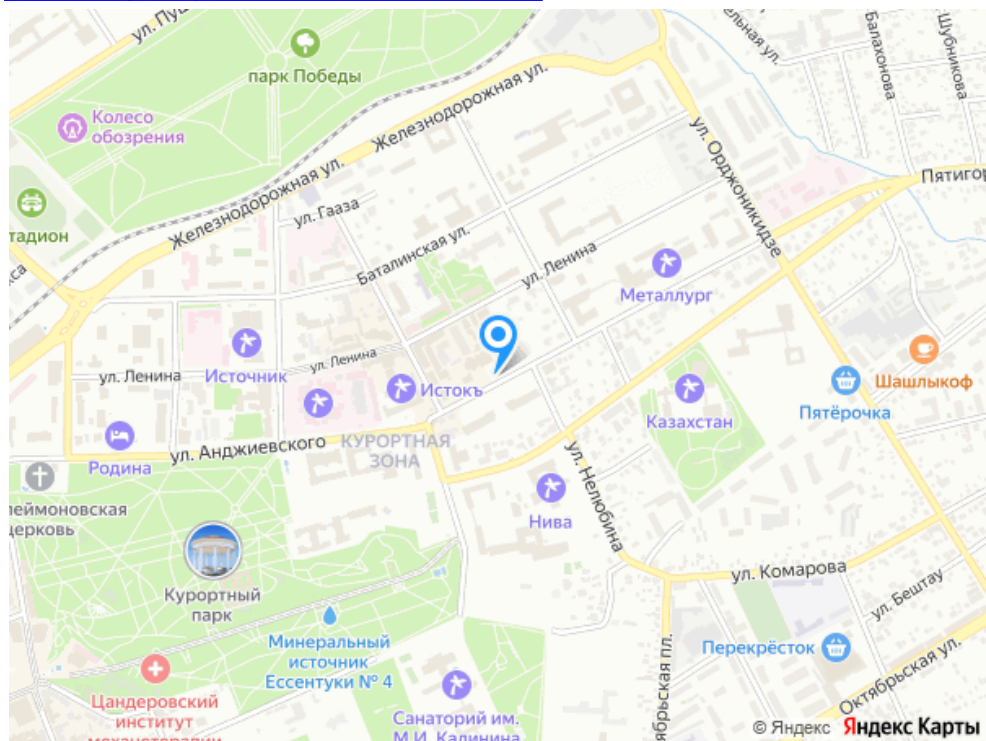 ул. Пу
парк Победы
Колесо
обозрения
Железнодорожная ул.
Железнодорожная ул.
ул. Гааза
тадион
Баталинская ул.
ул. Ленина
ул. Орджоникидзе
ельная ул.
Балахонова
Шубникова
Пятигор
Металлург
ул. Ленина
ул. Ленина
Источник
Истокъ
Казахстан
Пятёрочка
Шашлыкоф
Родина
ул. Анджиевского
КУРОРТНАЯ
ЗОНА
Нива
ул. Нелюбина
леймоновская
церковь
Курортный
парк
ул. Комарова
ул. Бештау
Минеральный
источник
Ессентуки № 4
Перекрёсток
Октябрьская ул.
брьская пл.
Цандеровский
институт
механотерапии
Санаторий им.
М.И. Калинина
© Яндекс Яндекс Карты